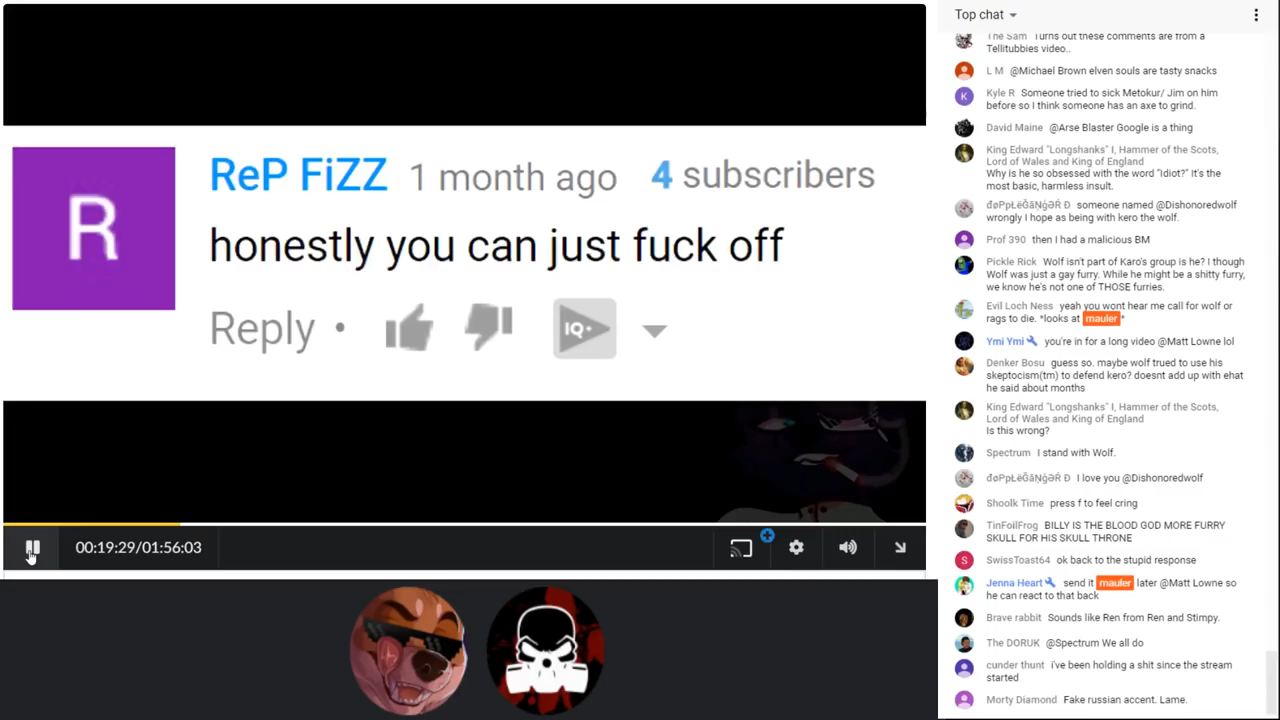 R
ReP FiZZ 1 month ago 4 subscribers
honestly you can just fuck off
Reply •
IQ+
00:19:29/01:56:03
Top chat
The Sam Turns out these comments are from a
Tellitubbies video..
L M @Michael Brown elven souls are tasty snacks
K
Kyle R Someone tried to sick Metokur/ Jim on him
before so I think someone has an axe to grind.
David Maine @Arse Blaster Google is a thing
King Edward "Longshanks" I, Hammer of the Scots,
Lord of Wales and King of England
Why is he so obsessed with the word "Idiot?" It's the
most basic, harmless insult.
someone named @Dishonoredwolf
wrongly I hope as being with kero the wolf.
Prof 390 then I had a malicious BM
Pickle Rick Wolf isn't part of Karo's group is he? I though
Wolf was just a gay furry. While he might be a shitty furry,
we know he's not one of THOSE furries.
Evil Loch Ness yeah you wont hear me call for wolf or
rags to die. *looks at mauler *
Ymi Ymi you're in for a long video @Matt Lowne lol
Denker Bosu guess so. maybe wolf trued to use his
skeptocism(tm) to defend kero? doesnt add up with ehat
he said about months
King Edward "Longshanks" I, Hammer of the Scots,
Lord of Wales and King of England
Is this wrong?
Spectrum I stand with Wolf.
I love you @Dishonoredwolf
Shoolk Time press f to feel cring
TinFoilFrog BILLY IS THE BLOOD GOD MORE FURRY
SKULL FOR HIS SKULL THRONE
S
SwissToast64 ok back to the stupid response
Jenna Heart send it mauler later @Matt Lowne so
he can react to that back
Brave rabbit Sounds like Ren from Ren and Stimpy.
The DORUK @Spectrum We all do
cunder thunt i've been holding a shit since the stream
started
Morty Diamond Fake russian accent. Lame.